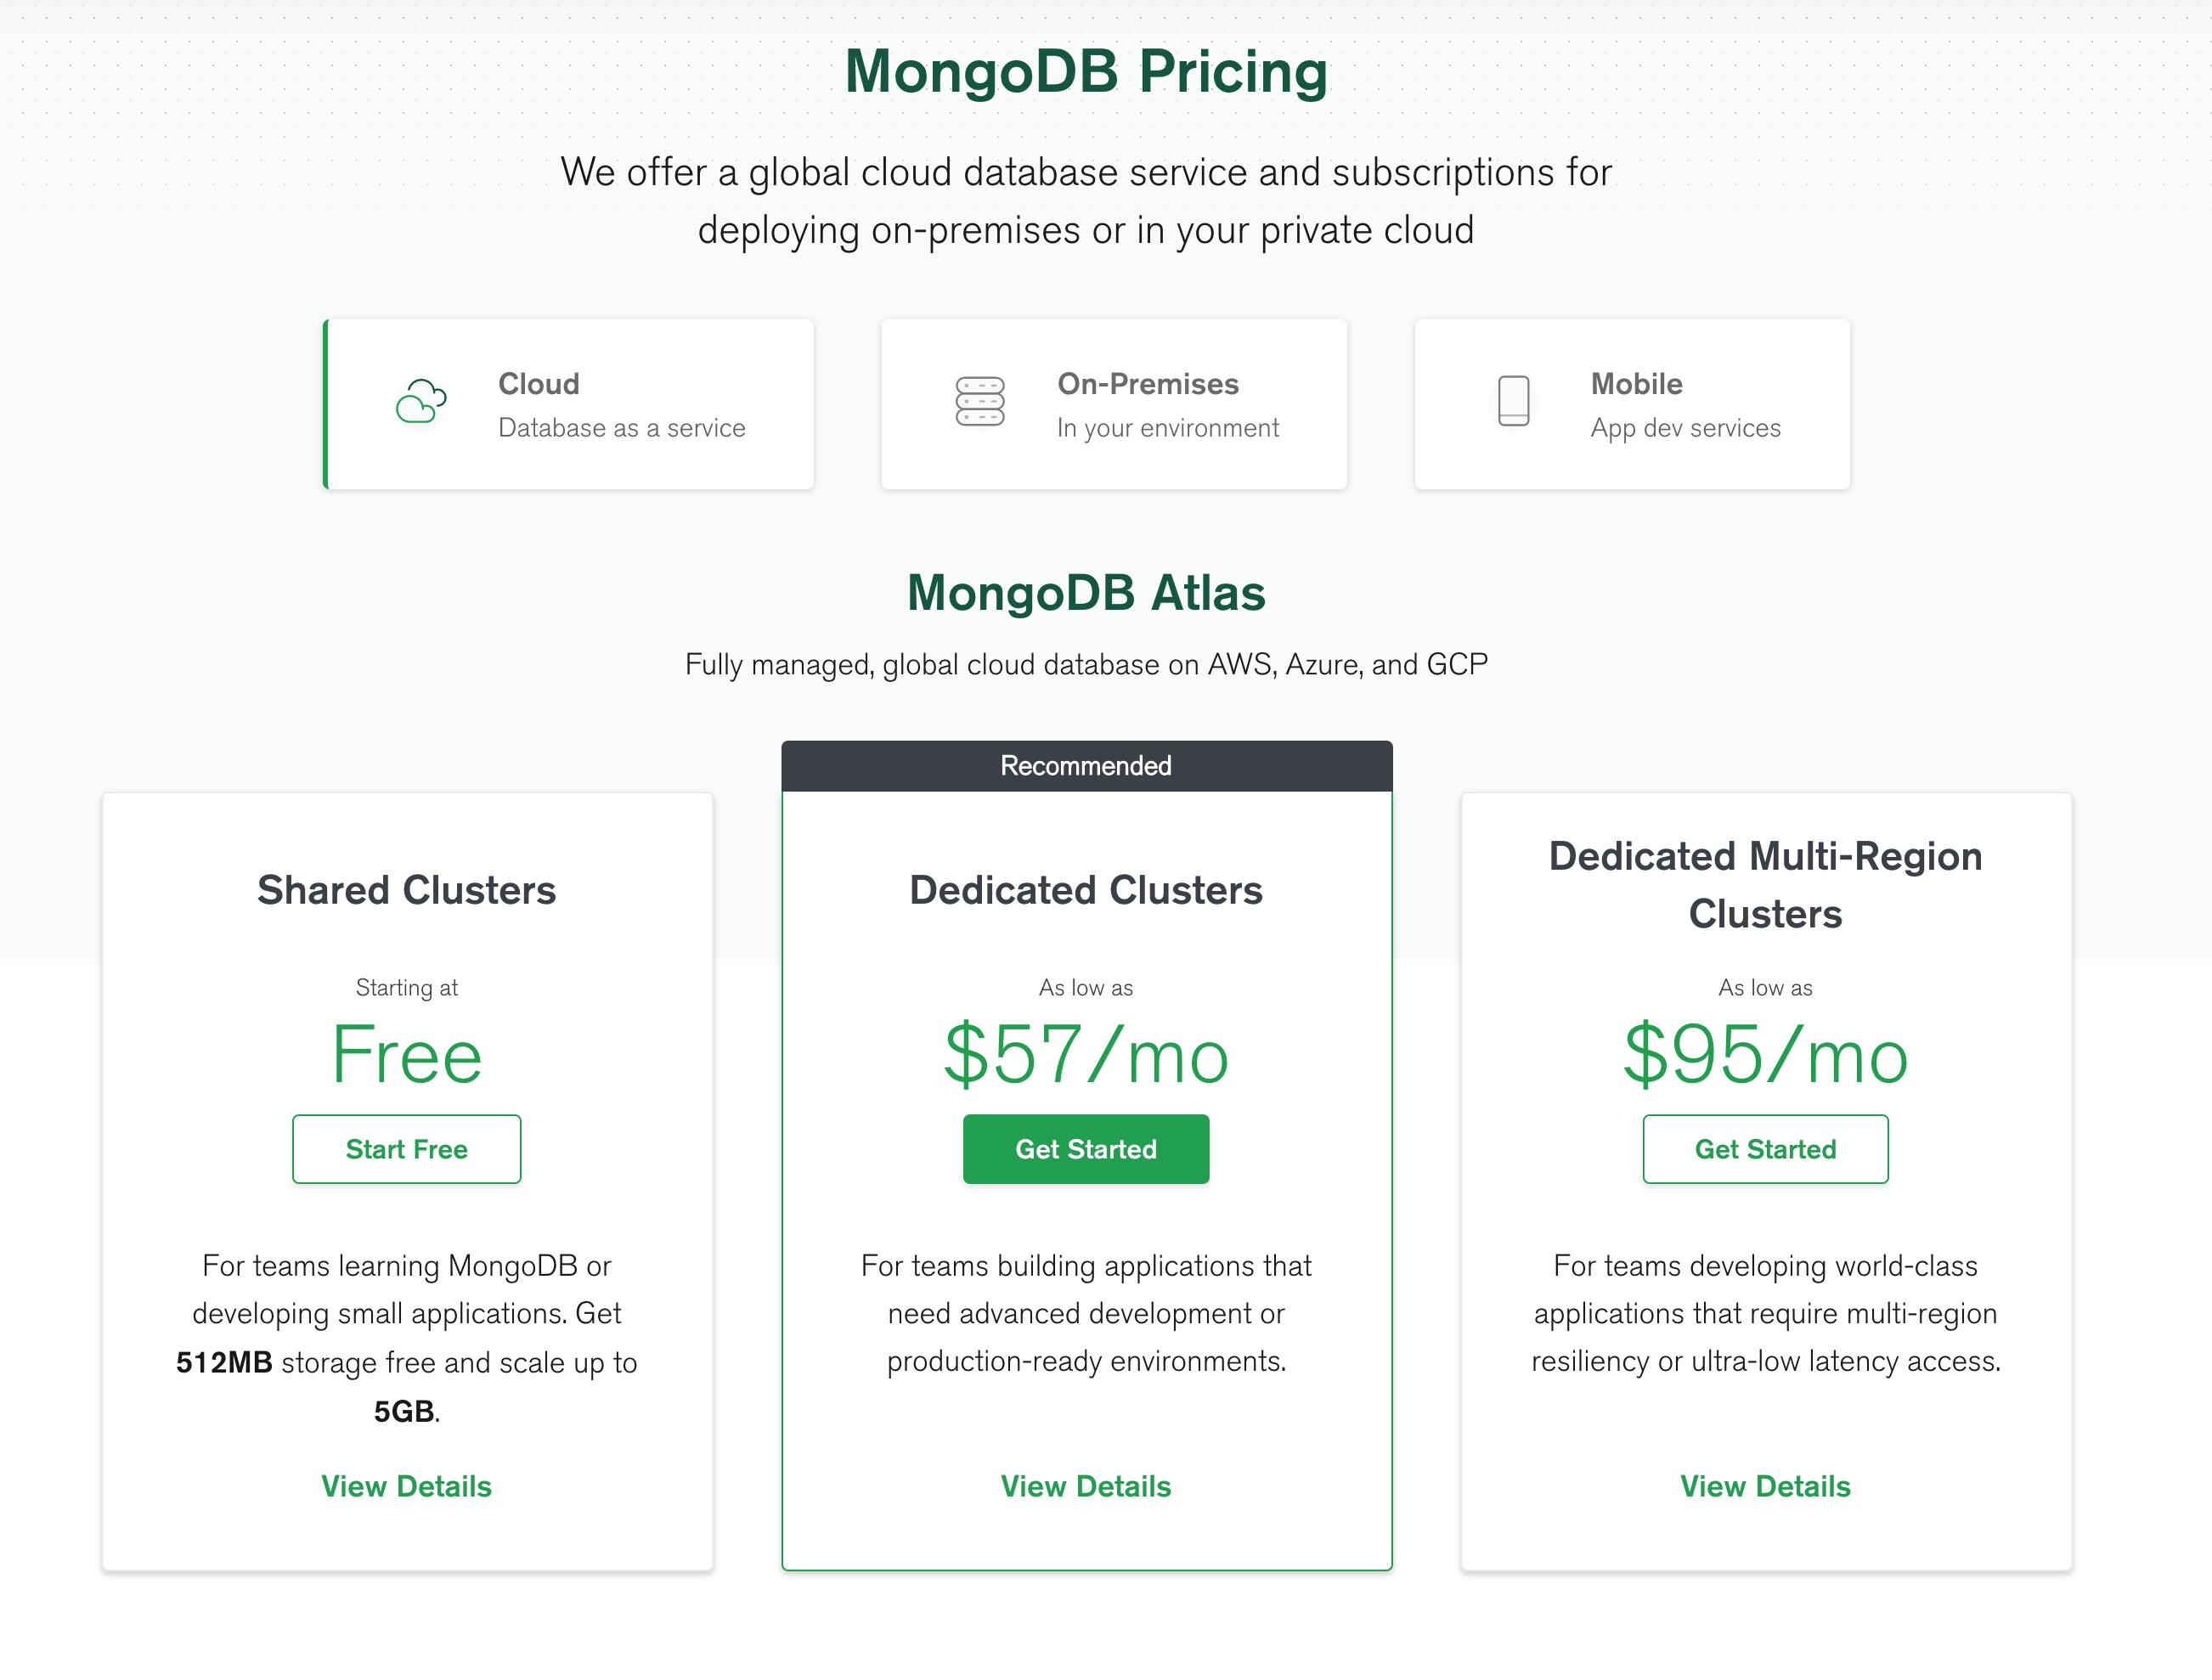 MongoDB Pricing
We offer a global cloud database service and subscriptions for
deploying on-premises or in your private cloud
Cloud
Database as a service
On-Premises
In your environment
Mobile
App dev services
MongoDB Atlas
Fully managed, global cloud database on AWS, Azure, and GCP
Shared Clusters
Starting at
Free
Start Free
For teams learning MongoDB or
developing small applications. Get
512MB storage free and scale up to
5GB.
View Details
Recommended
Dedicated Clusters
As low as
$57/mo
Get Started
For teams building applications that
need advanced development or
production-ready environments.
View Details
Dedicated Multi-Region
Clusters
As low as
$95/mo
Get Started
For teams developing world-class
applications that require multi-region
resiliency or ultra-low latency access.
View Details